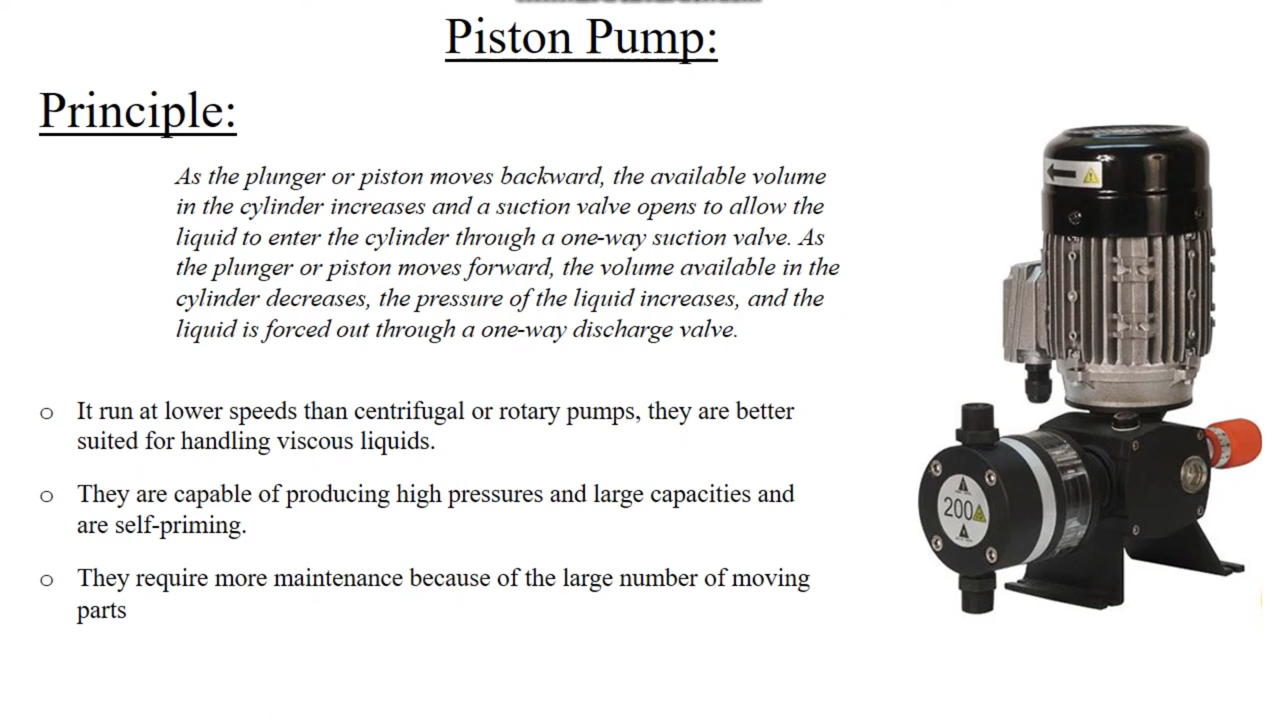 Piston Pump:
Principle:
As the plunger or piston moves backward, the available volume
in the cylinder increases and a suction valve opens to allow the
liquid to enter the cylinder through a one-way suction valve. As
the plunger or piston moves forward, the volume available in the
cylinder decreases, the pressure of the liquid increases, and the
liquid is forced out through a one-way discharge valve.
o It run at lower speeds than centrifugal or rotary pumps, they are better
suited for handling viscous liquids.
o They are capable of producing high pressures and large capacities and
are self-priming.
o They require more maintenance because of the large number of moving
parts
200